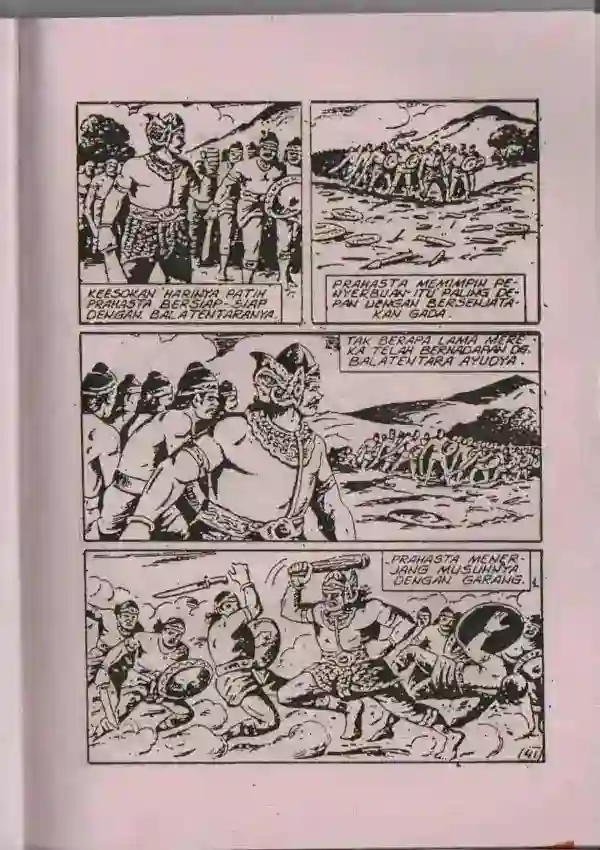 KEESOKAN HARINYA PATIH
PRAHASTA BERSIAP-SIAP
DENGAN BALATENTARANYA.
PRAHASTA MEMIMPIN PE-
NYERBUAN ITU PALING DE-
PAN DENGAN BERSENJATA-
KAN GADA.
TAK BERAPA LAMA MERE-
KA TELAH BERHADAPAN DG.
BALATENTARA AYUDYA.
PRAHASTA MENER-
JANG MUSUHNYA
DENGAN GARANG.
141